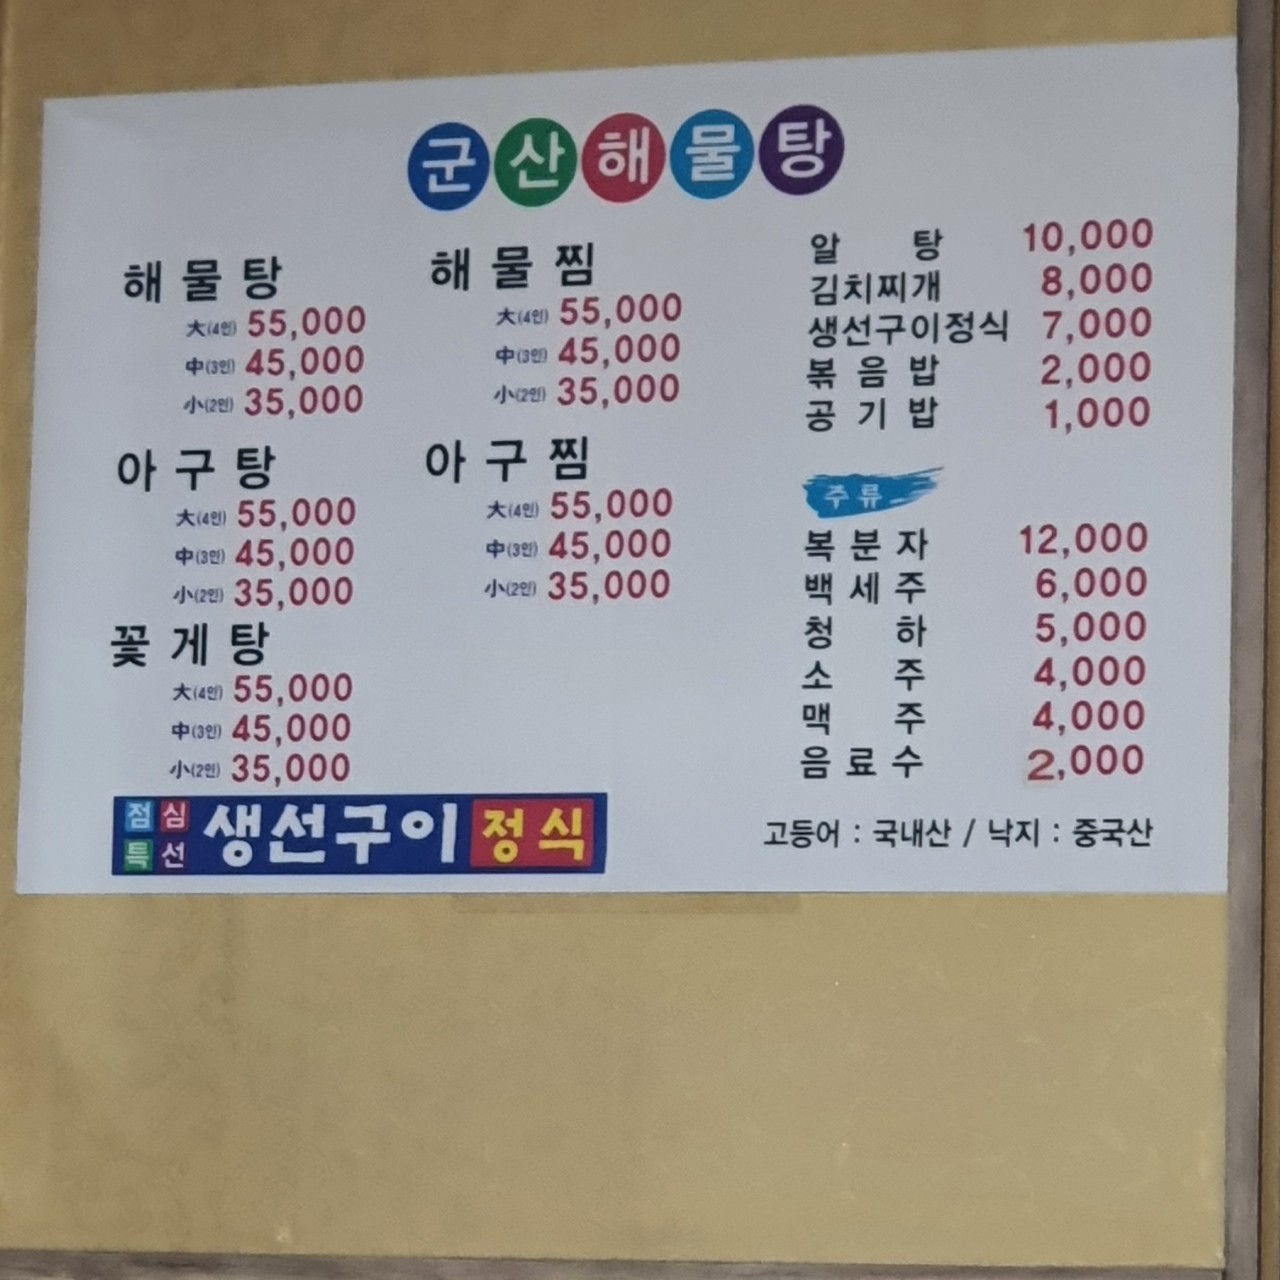 군산해물탕
해물탕
大(4인) 55,000
中(3인) 45,000
小(2인) 35,000
아구탕
大(4인) 55,000
中(3인) 45,000
小(2인) 35,000
꽃게탕
大(4인) 55,000
中(3인) 45,000
小(2인) 35,000
해물찜
大(4인) 55,000
中(3인) 45,000
小(2인) 35,000
아구찜
大(4인) 55,000
中(3인) 45,000
小(2인) 35,000
알탕 10,000
김치찌개 8,000
생선구이정식 7,000
볶음밥 2,000
공기밥 1,000
주류
복분자 12,000
백세주 6,000
청하 5,000
소주 4,000
맥주 4,000
음료수 2,000
점심특선 생선구이 정식
고등어 : 국내산 / 낙지 : 중국산